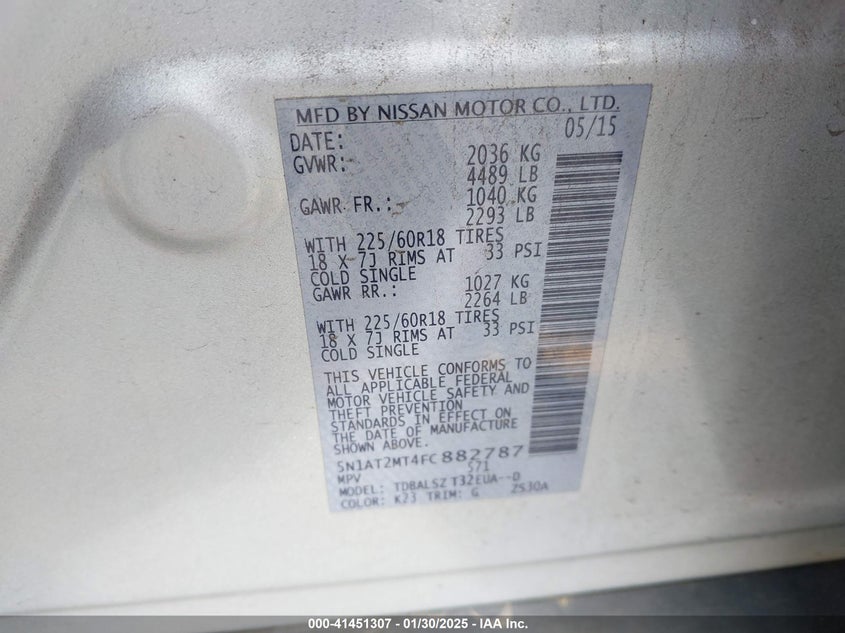 MFD BY NISSAN MOTOR CO., LTD.
DATE: 05/15
GVWR: 2036 KG
4489 LB
GAWR FR.: 1040 KG
2293 LB
WITH 225/60R18 TIRES
18 X 7J RIMS AT 33 PSI
COLD SINGLE
GAWR RR.: 1027 KG
2264 LB
WITH 225/60R18 TIRES
18 X 7J RIMS AT 33 PSI
COLD SINGLE
THIS VEHICLE CONFORMS TO
ALL APPLICABLE FEDERAL
MOTOR VEHICLE SAFETY AND
THEFT PREVENTION
STANDARDS IN EFFECT ON
THE DATE OF MANUFACTURE
SHOWN ABOVE.
5N1AT2MT4FC882787
MPV 571
MODEL: TDBALSZ T32EUA--D
COLOR: K23 TRIM: G 2530A
000-41451307 - 01/30/2025 - IAA Inc.